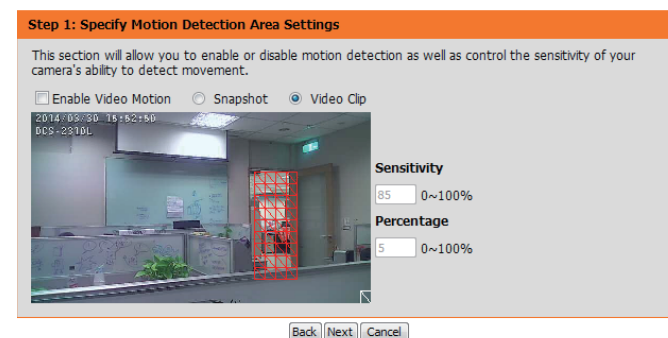 Step 1: Specify Motion Detection Area Settings
This section will allow you to enable or disable motion detection as well as control the sensitivity of your
camera's ability to detect movement.
Enable Video Motion Snapshot Video Clip
2014/03/30 15:52:50
DCS-2310L
Sensitivity
85 0~100%
Percentage
5 0~100%
Back Next Cancel